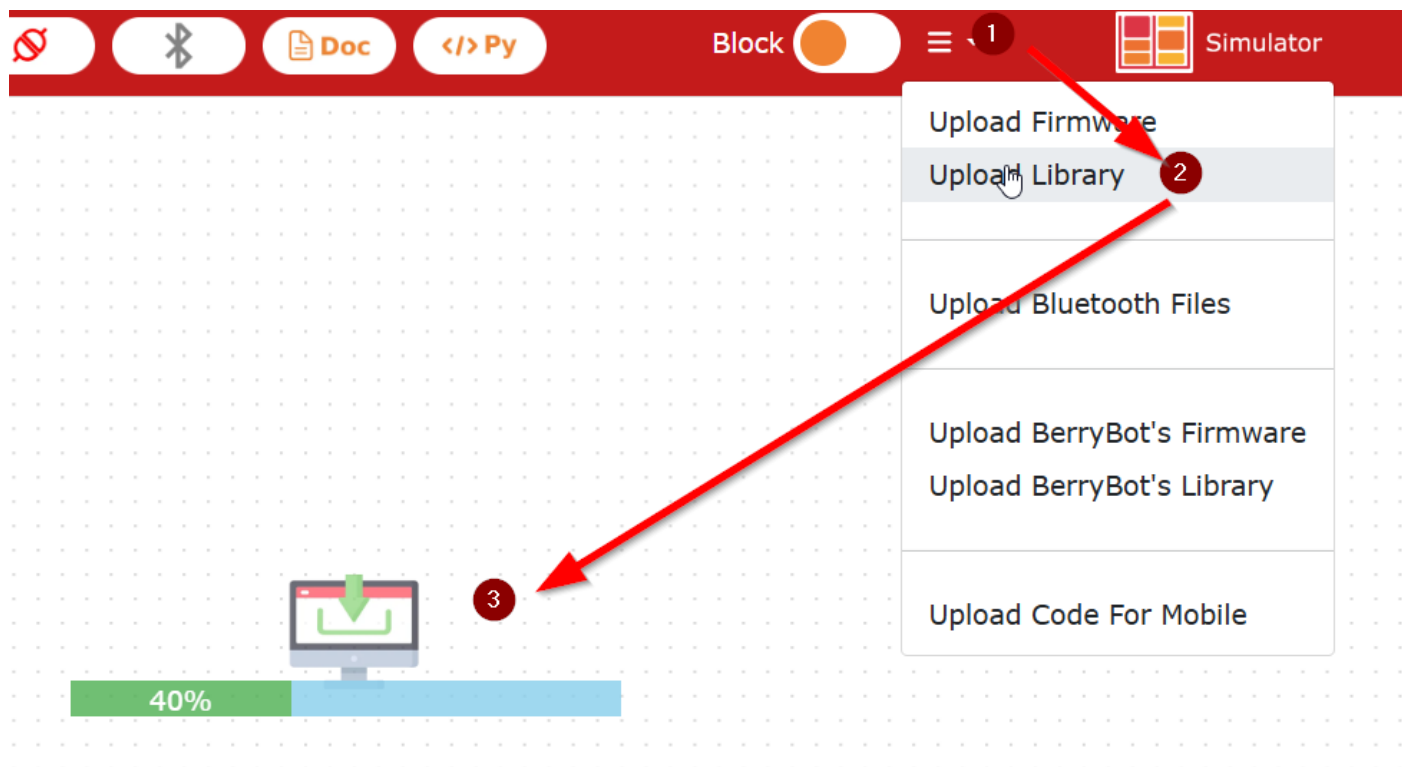 Doc
</> Py
Block
1
Simulator
Upload Firmware
Upload Library
2
Upload Bluetooth Files
Upload BerryBot's Firmware
Upload BerryBot's Library
3
Upload Code For Mobile
40%